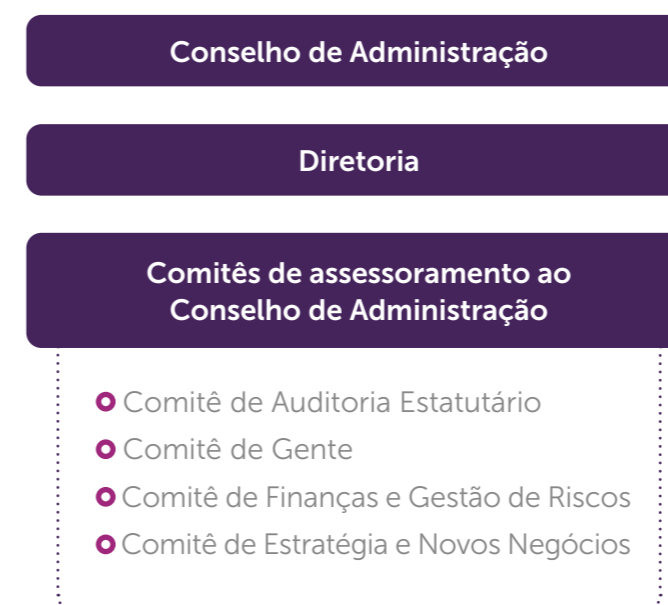 Conselho de Administração
Diretoria
Comitês de assessoramento ao
Conselho de Administração
Comitê de Auditoria Estatutário
Comitê de Gente
Comitê de Finanças e Gestão de Riscos
Comitê de Estratégia e Novos Negócios